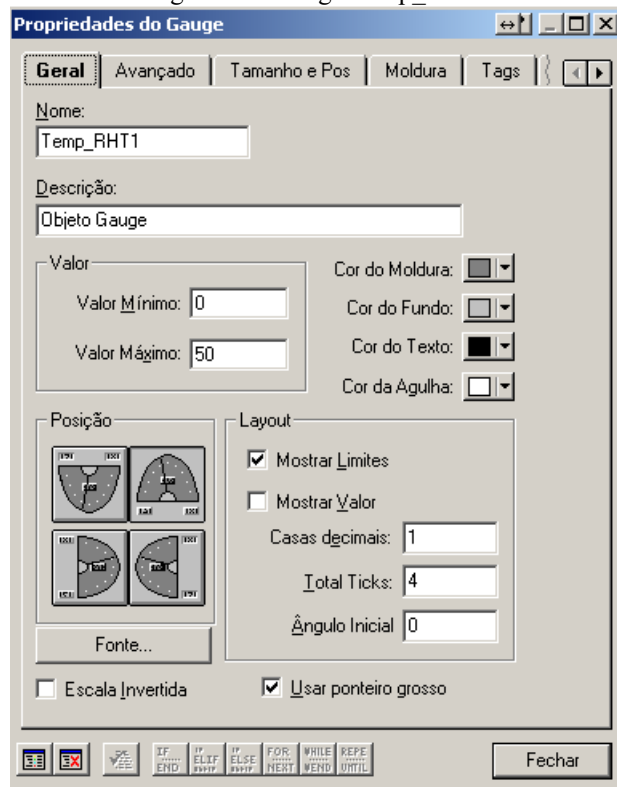 Propriedades do Gauge
Geral Avançado Tamanho e Pos Moldura Tags
Nome:
Temp_RHT1
Descrição:
Objeto Gauge
Valor
Valor Mínimo: 0
Valor Máximo: 50
Cor do Moldura:
Cor do Fundo:
Cor do Texto:
Cor da Agulha:
Posição
Fonte...
Layout
Mostrar Limites
Mostrar Valor
Casas decimais: 1
Total Ticks: 4
Ângulo Inicial 0
Escala Invertida
Usar ponteiro grosso
IF END
ELIF
ELSE
FOR NEXT
WHILE WEND
REPE UNTIL
Fechar